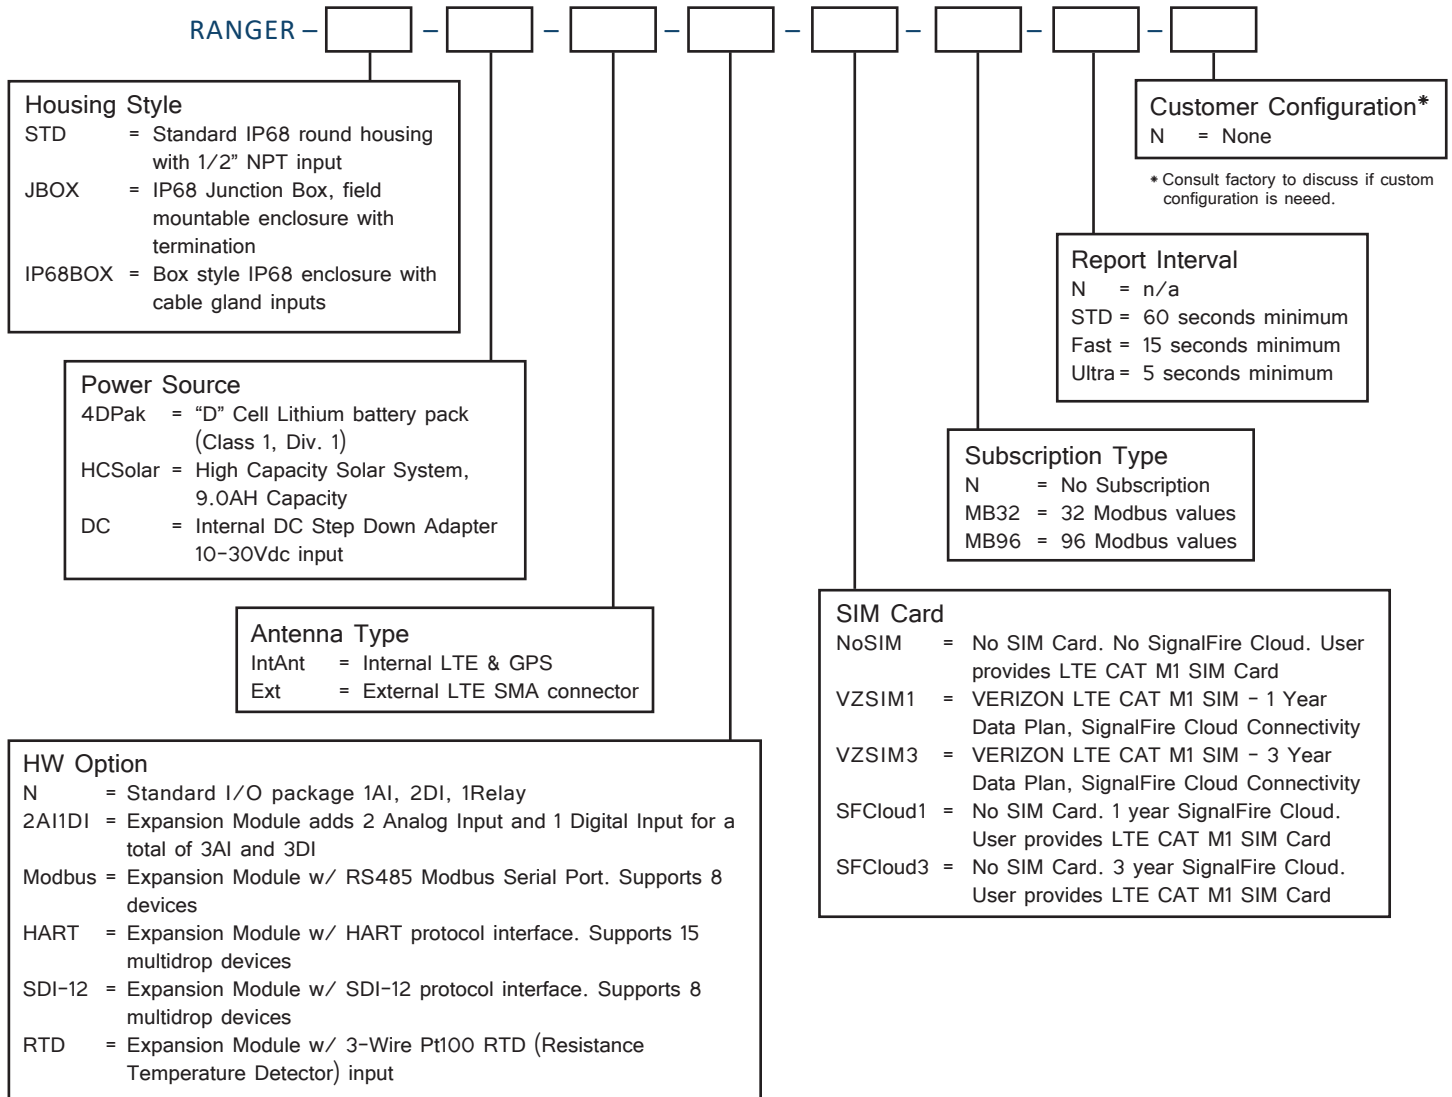 RANGER – – – – – – – –
Housing Style
STD = Standard IP68 round housing
with 1/2” NPT input
JBOX = IP68 Junction Box, field
mountable enclosure with
termination
IP68BOX = Box style IP68 enclosure with
cable gland inputs
Power Source
4DPak = “D” Cell Lithium battery pack
(Class 1, Div. 1)
HCSolar = High Capacity Solar System,
9.0AH Capacity
DC = Internal DC Step Down Adapter
10-30Vdc input
Antenna Type
IntAnt = Internal LTE & GPS
Ext = External LTE SMA connector
HW Option
N = Standard I/O package 1AI, 2DI, 1Relay
2AI1DI = Expansion Module adds 2 Analog Input and 1 Digital Input for a
total of 3AI and 3DI
Modbus = Expansion Module w/ RS485 Modbus Serial Port. Supports 8
devices
HART = Expansion Module w/ HART protocol interface. Supports 15
multidrop devices
SDI-12 = Expansion Module w/ SDI-12 protocol interface. Supports 8
multidrop devices
RTD = Expansion Module w/ 3-Wire Pt100 RTD (Resistance
Temperature Detector) input
SIM Card
NoSIM = No SIM Card. No SignalFire Cloud. User
provides LTE CAT M1 SIM Card
VZSIM1 = VERIZON LTE CAT M1 SIM - 1 Year
Data Plan, SignalFire Cloud Connectivity
VZSIM3 = VERIZON LTE CAT M1 SIM - 3 Year
Data Plan, SignalFire Cloud Connectivity
SFCloud1 = No SIM Card. 1 year SignalFire Cloud.
User provides LTE CAT M1 SIM Card
SFCloud3 = No SIM Card. 3 year SignalFire Cloud.
User provides LTE CAT M1 SIM Card
Subscription Type
N = No Subscription
MB32 = 32 Modbus values
MB96 = 96 Modbus values
Report Interval
N = n/a
STD = 60 seconds minimum
Fast = 15 seconds minimum
Ultra = 5 seconds minimum
Customer Configuration*
N = None
* Consult factory to discuss if custom
configuration is neeed.